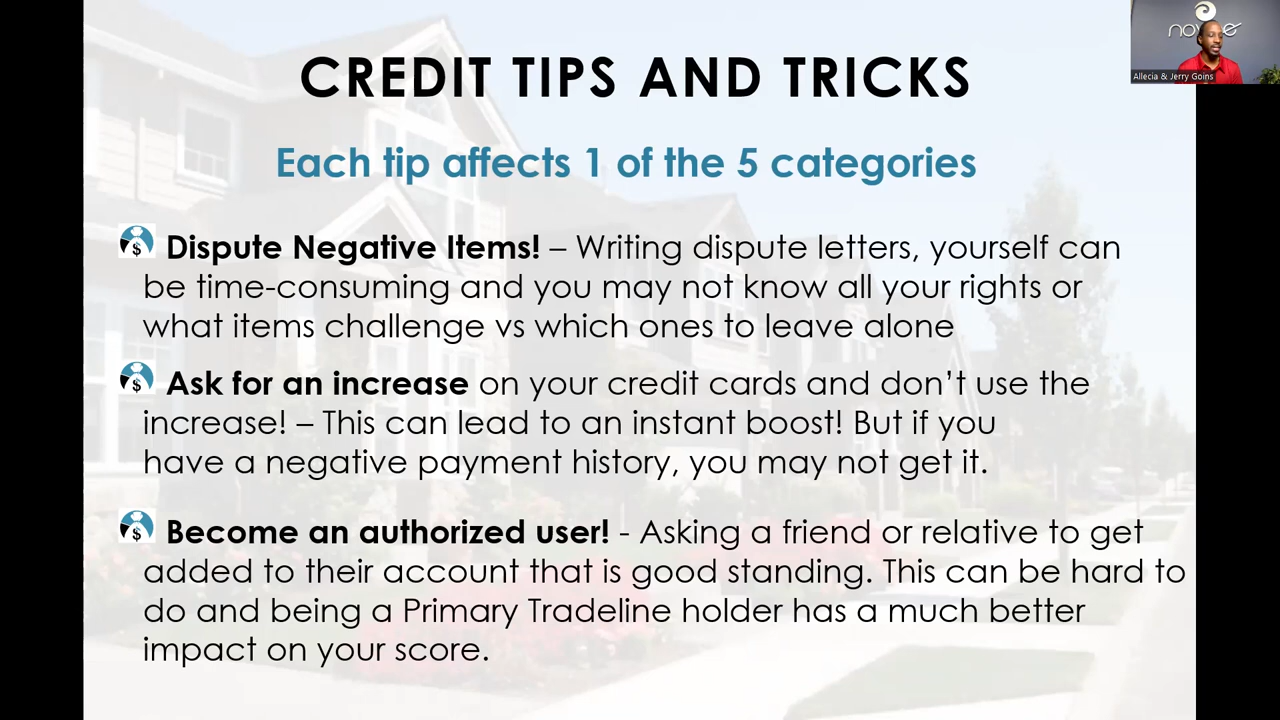 CREDIT TIPS AND TRICKS
Allecia & Jerry Goins
Each tip affects 1 of the 5 categories
Dispute Negative Items! – Writing dispute letters, yourself can
be time-consuming and you may not know all your rights or
what items challenge vs which ones to leave alone
Ask for an increase on your credit cards and don’t use the
increase! – This can lead to an instant boost! But if you
have a negative payment history, you may not get it.
Become an authorized user! - Asking a friend or relative to get
added to their account that is good standing. This can be hard to
do and being a Primary Tradeline holder has a much better
impact on your score.